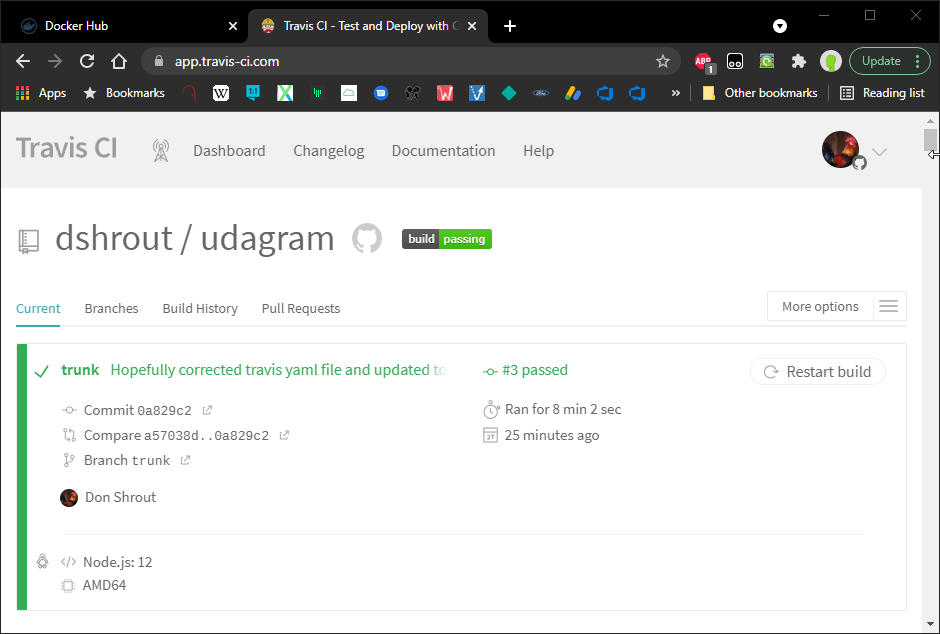 Docker Hub
Travis CI - Test and Deploy with C
app.travis-ci.com
ABP
1
Update
Apps
Bookmarks
W
Other bookmarks
Reading list
Travis CI
Dashboard
Changelog
Documentation
Help
dshrout / udagram
build passing
Current
Branches
Build History
Pull Requests
More options
trunk Hopefully corrected travis yaml file and updated to
#3 passed
Restart build
Commit 0a829c2
Ran for 8 min 2 sec
Compare a57038d..0a829c2
27
25 minutes ago
Branch trunk
Don Shrout
Node.js: 12
AMD64